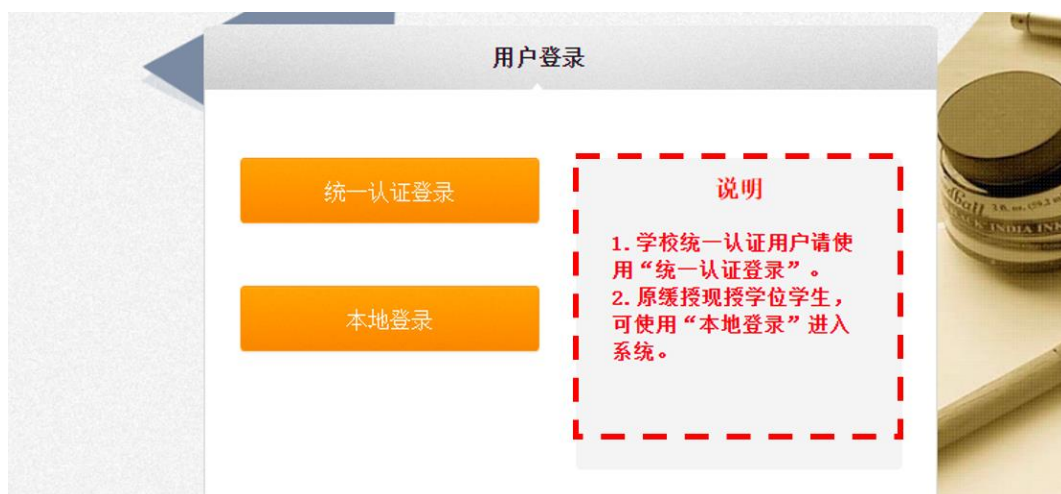 用户登录
统一认证登录
本地登录
说明
1.学校统一认证用户请使
用“统一认证登录”。
2.原缓授现授学位学生，
可使用“本地登录”进入
系统。
INDIA INK